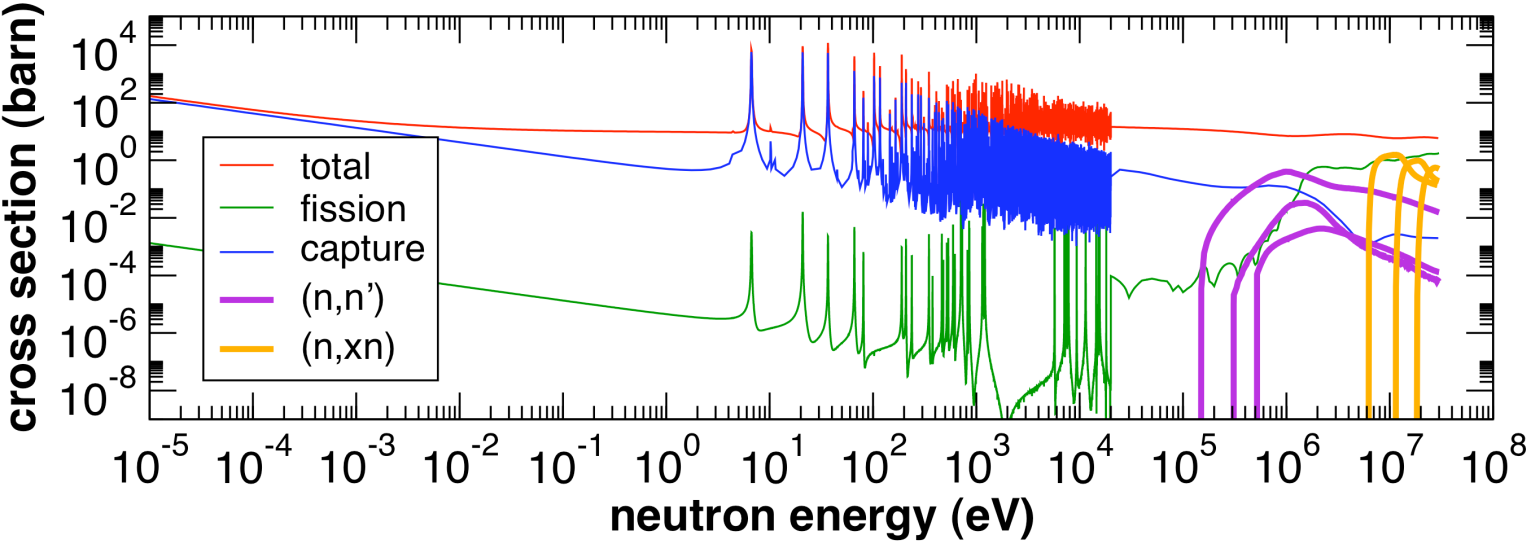 cross section (barn)
10^4
10^2
10^0
10^-2
10^-4
10^-6
10^-8
total
fission
capture
(n,n’)
(n,xn)
10^-5 10^-4 10^-3 10^-2 10^-1 10^0 10^1 10^2 10^3 10^4 10^5 10^6 10^7 10^8
neutron energy (eV)